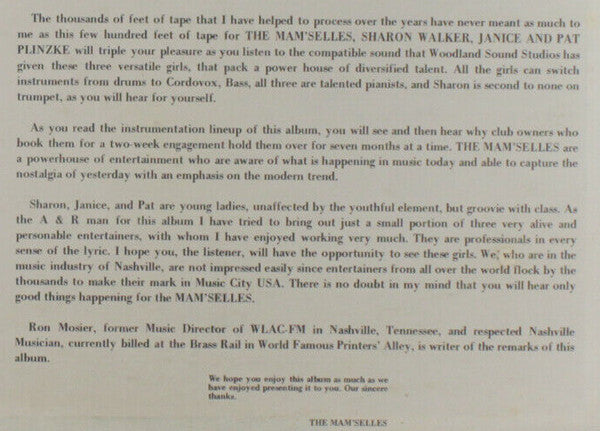 The thousands of feet of tape that I have helped to process over the years have never meant as much to
me as this few hundred feet of tape for THE MAM'SELLES, SHARON WALKER, JANICE AND PAT
PLINZKE will triple your pleasure as you listen to the compatible sound that Woodland Sound Studios has
given these three versatile girls, that pack a power house of diversified talent. All the girls can switch
instruments from drums to Cordovox, Bass, all three are talented pianists, and Sharon is second to none on
trumpet, as you will hear for yourself.
As you read the instrumentation lineup of this album, you will see and then hear why club owners who
book them for a two-week engagement hold them over for seven months at a time. THE MAM'SELLES are
a powerhouse of entertainment who are aware of what is happening in music today and able to capture the
nostalgia of yesterday with an emphasis on the modern trend.
Sharon, Janice, and Pat are young ladies, unaffected by the youthful element, but groovie with class. As
the A & R man for this album I have tried to bring out just a small portion of three very alive and
personable entertainers, with whom I have enjoyed working very much. They are professionals in every
sense of the lyric. I hope you, the listener, will have the opportunity to see these girls. We, who are in the
music industry of Nashville, are not impressed easily since entertainers from all over the world flock by the
thousands to make their mark in Music City USA. There is no doubt in my mind that you will hear only
good things happening for the MAM'SELLES.
Ron Mosier, former Music Director of WLAC-FM in Nashville, Tennessee, and respected Nashville
Musician, currently billed at the Brass Rail in World Famous Printers' Alley, is writer of the remarks of this
album.
We hope you enjoy this album as much as we
have enjoyed presenting it to you. Our sincere
thanks.
THE MAM'SELLES